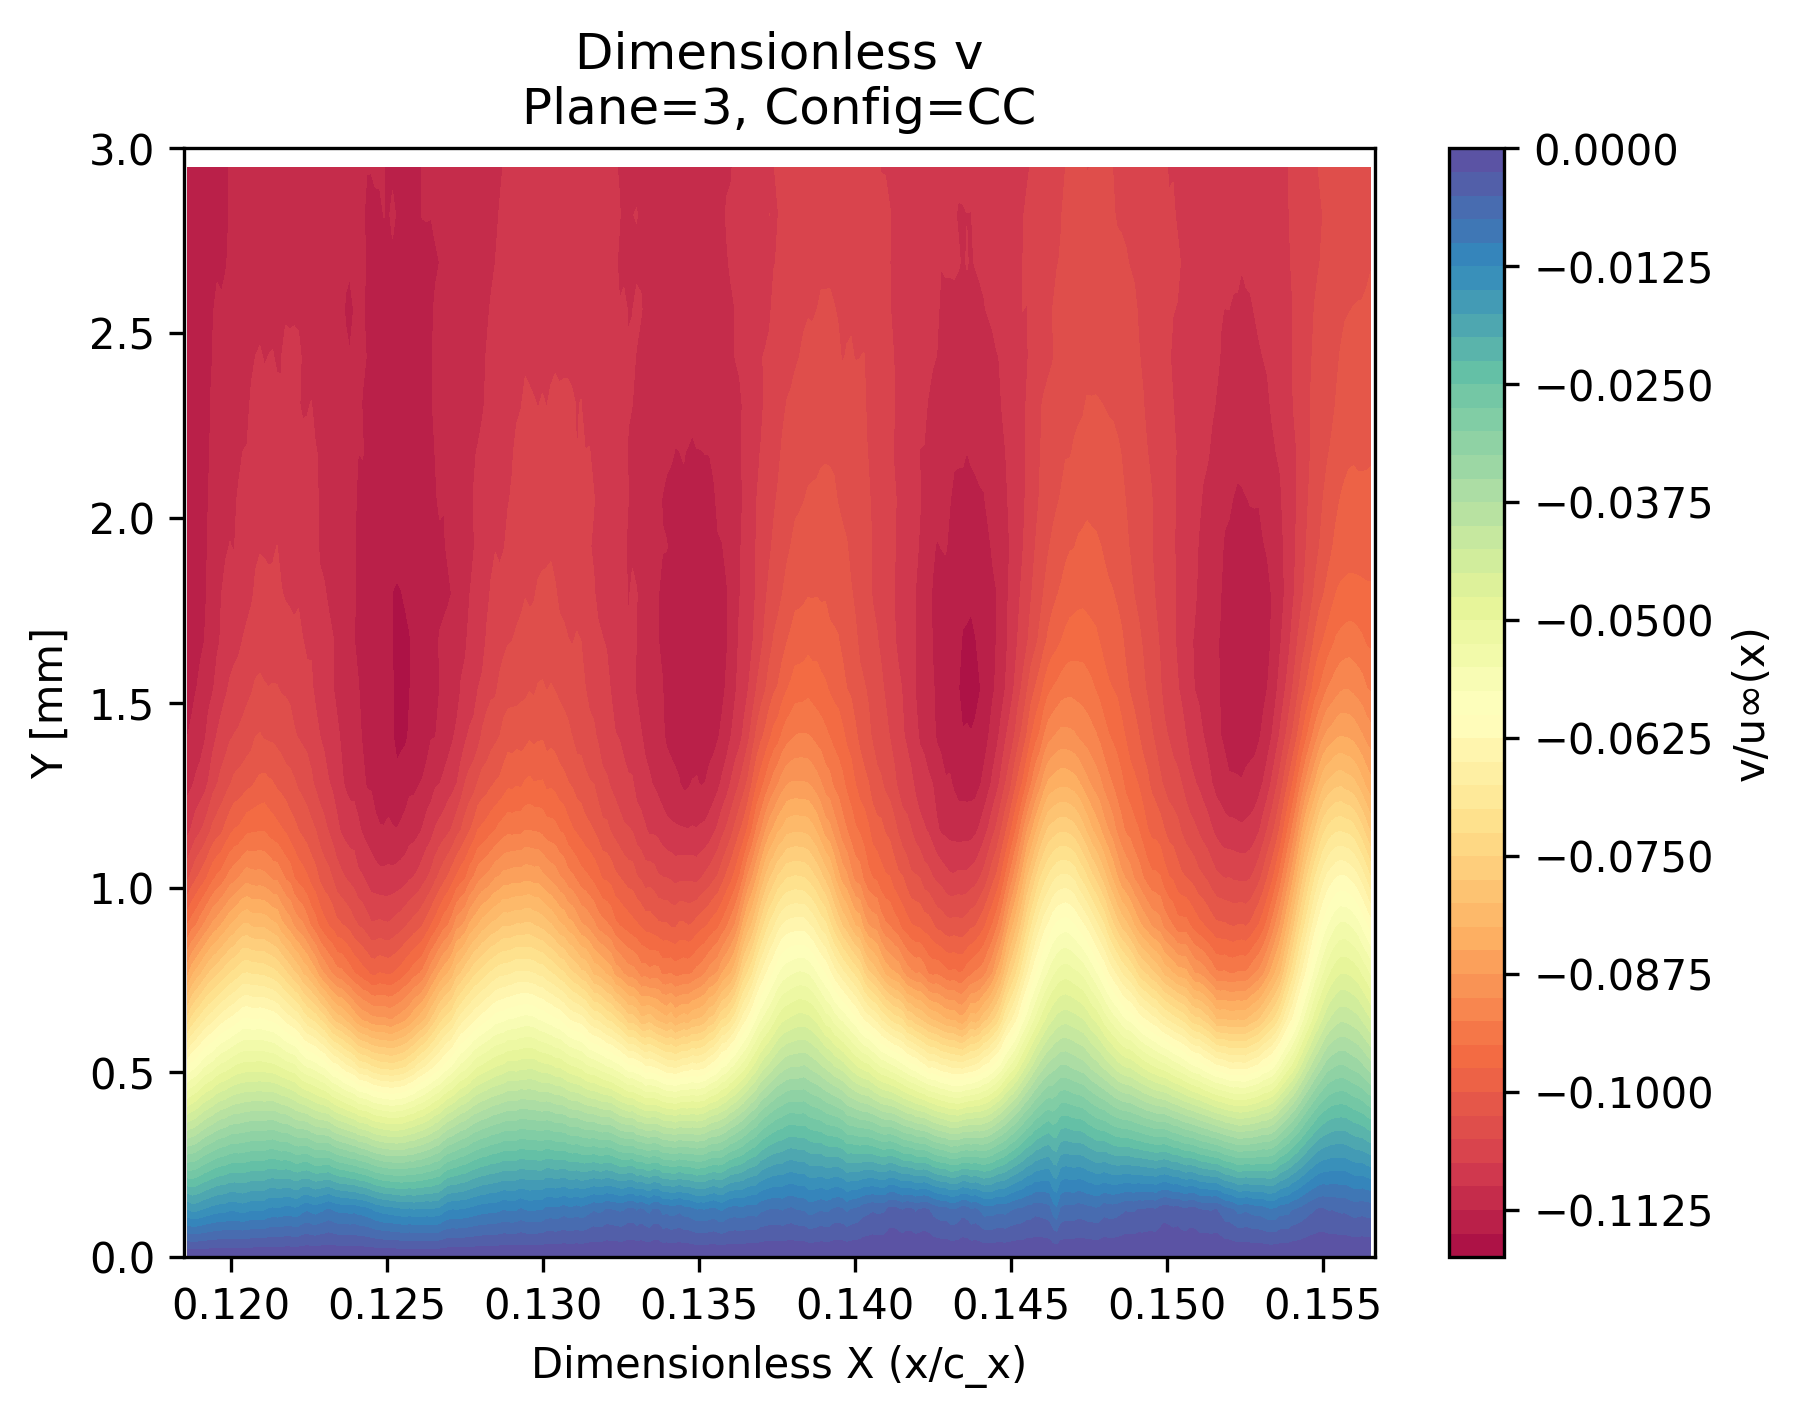 Dimensionless v
Plane=3, Config=CC
3.0
2.5
2.0
1.5
1.0
0.5
0.0
Y [mm]
0.120 0.125 0.130 0.135 0.140 0.145 0.150 0.155
Dimensionless X (x/c_x)
0.0000
−0.0125
−0.0250
−0.0375
−0.0500
−0.0625
−0.0750
−0.0875
−0.1000
−0.1125
v/u∞(x)